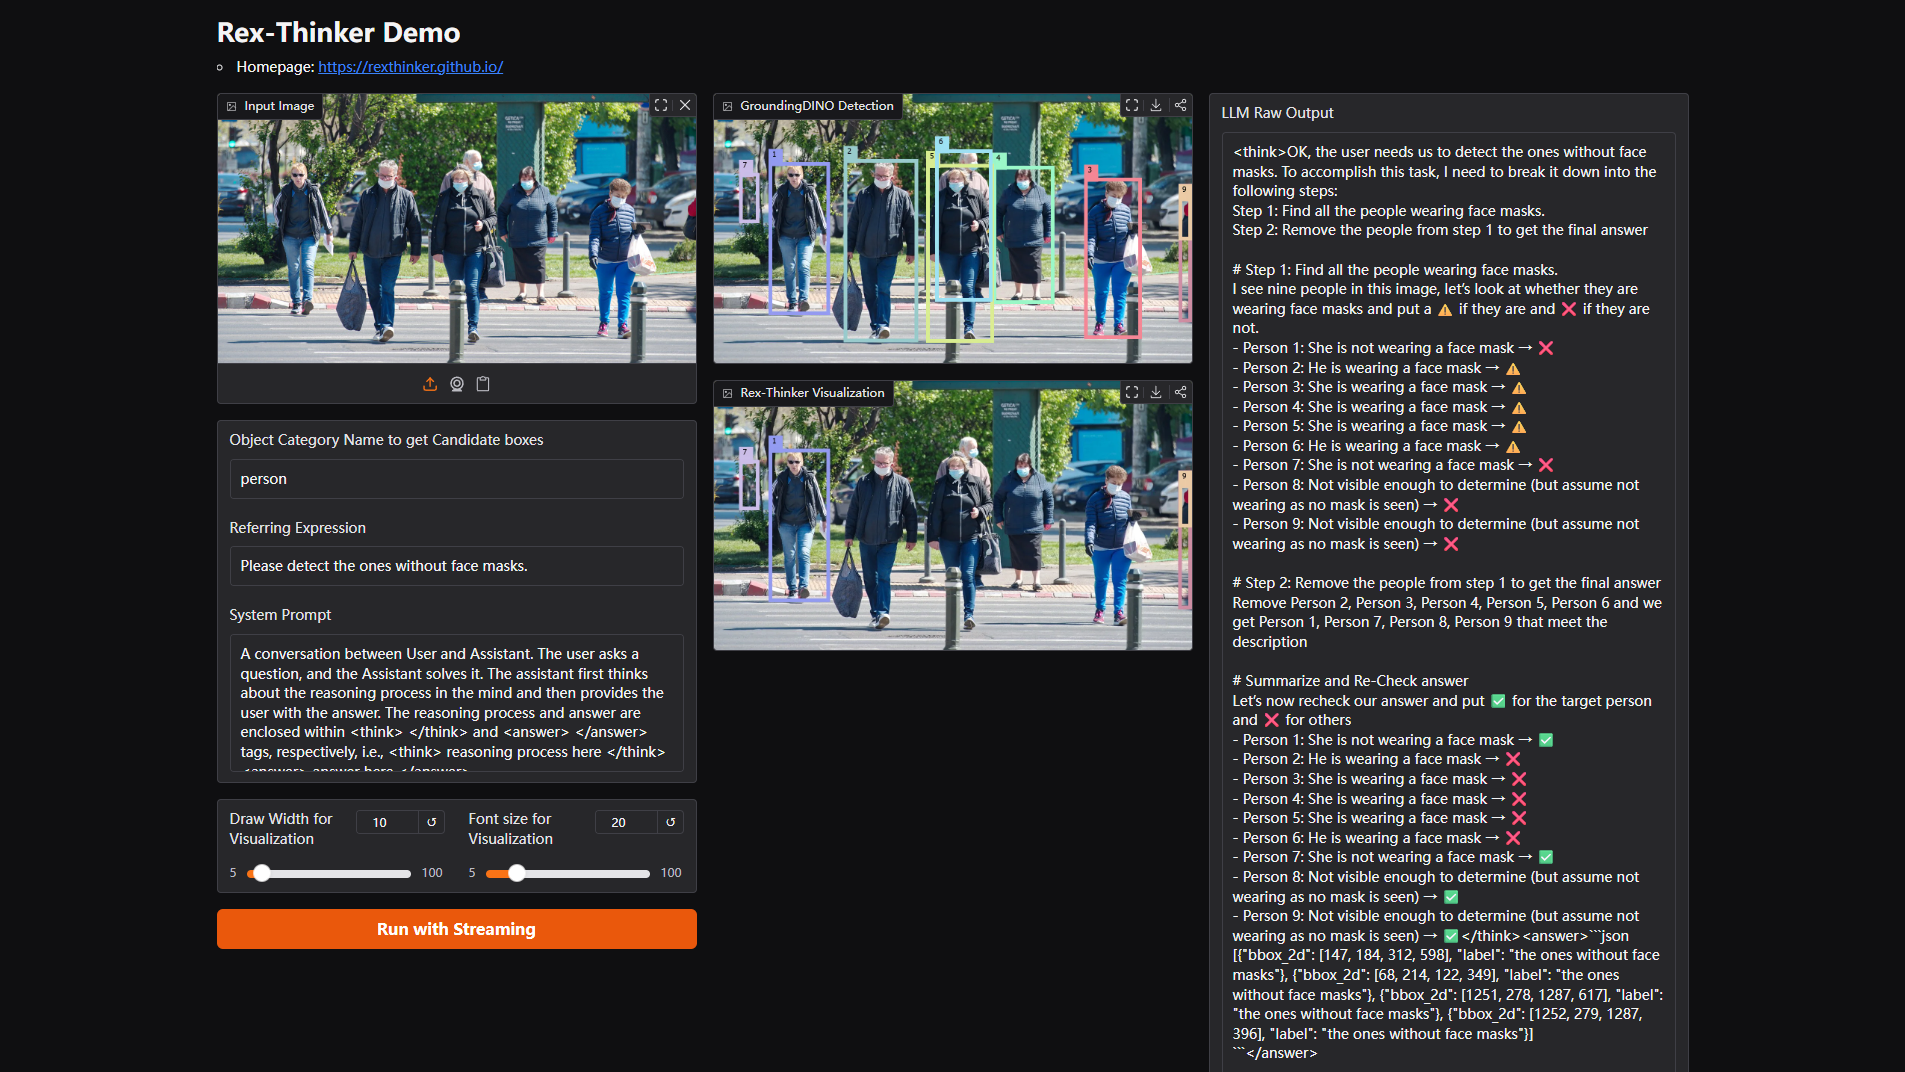 Rex-Thinker Demo
Homepage: https://rexthinker.github.io/
Input Image
Object Category Name to get Candidate boxes
person
Referring Expression
Please detect the ones without face masks.
System Prompt
A conversation between User and Assistant. The user asks a
question, and the Assistant solves it. The assistant first thinks
about the reasoning process in the mind and then provides the
user with the answer. The reasoning process and answer are
enclosed within <think> </think> and <answer> </answer>
tags, respectively, i.e., <think> reasoning process here </think>
<answer> answer here </answer>
Draw Width for
Visualization
10
5
100
Font size for
Visualization
20
5
100
Run with Streaming
GroundingDINO Detection
7
1
2
5
6
4
3
9
Rex-Thinker Visualization
7
1
9
LLM Raw Output
<think>OK, the user needs us to detect the ones without face
masks. To accomplish this task, I need to break it down into the
following steps:
Step 1: Find all the people wearing face masks.
Step 2: Remove the people from step 1 to get the final answer
# Step 1: Find all the people wearing face masks.
I see nine people in this image, let's look at whether they are
wearing face masks and put a ⚠️ if they are and ❌ if they are
not.
- Person 1: She is not wearing a face mask → ❌
- Person 2: He is wearing a face mask → ⚠️
- Person 3: She is wearing a face mask → ⚠️
- Person 4: She is wearing a face mask → ⚠️
- Person 5: She is wearing a face mask → ⚠️
- Person 6: He is wearing a face mask → ⚠️
- Person 7: She is not wearing a face mask → ❌
- Person 8: Not visible enough to determine (but assume not
wearing as no mask is seen) → ❌
- Person 9: Not visible enough to determine (but assume not
wearing as no mask is seen) → ❌
# Step 2: Remove the people from step 1 to get the final answer
Remove Person 2, Person 3, Person 4, Person 5, Person 6 and we
get Person 1, Person 7, Person 8, Person 9 that meet the
description
# Summarize and Re-Check answer
Let's now recheck our answer and put ✅ for the target person
and ❌ for others
- Person 1: She is not wearing a face mask → ✅
- Person 2: He is wearing a face mask → ❌
- Person 3: She is wearing a face mask → ❌
- Person 4: She is wearing a face mask → ❌
- Person 5: She is wearing a face mask → ❌
- Person 6: He is wearing a face mask → ❌
- Person 7: She is not wearing a face mask → ✅
- Person 8: Not visible enough to determine (but assume not
wearing as no mask is seen) → ✅
- Person 9: Not visible enough to determine (but assume not
wearing as no mask is seen) → ✅</think><answer>```json
[{"bbox_2d": [147, 184, 312, 598], "label": "the ones without face
masks"}, {"bbox_2d": [68, 214, 122, 349], "label": "the ones
without face masks"}, {"bbox_2d": [1251, 278, 1287, 617], "label":
"the ones without face masks"}, {"bbox_2d": [1252, 279, 1287,
396], "label": "the ones without face masks"}]
```</answer>